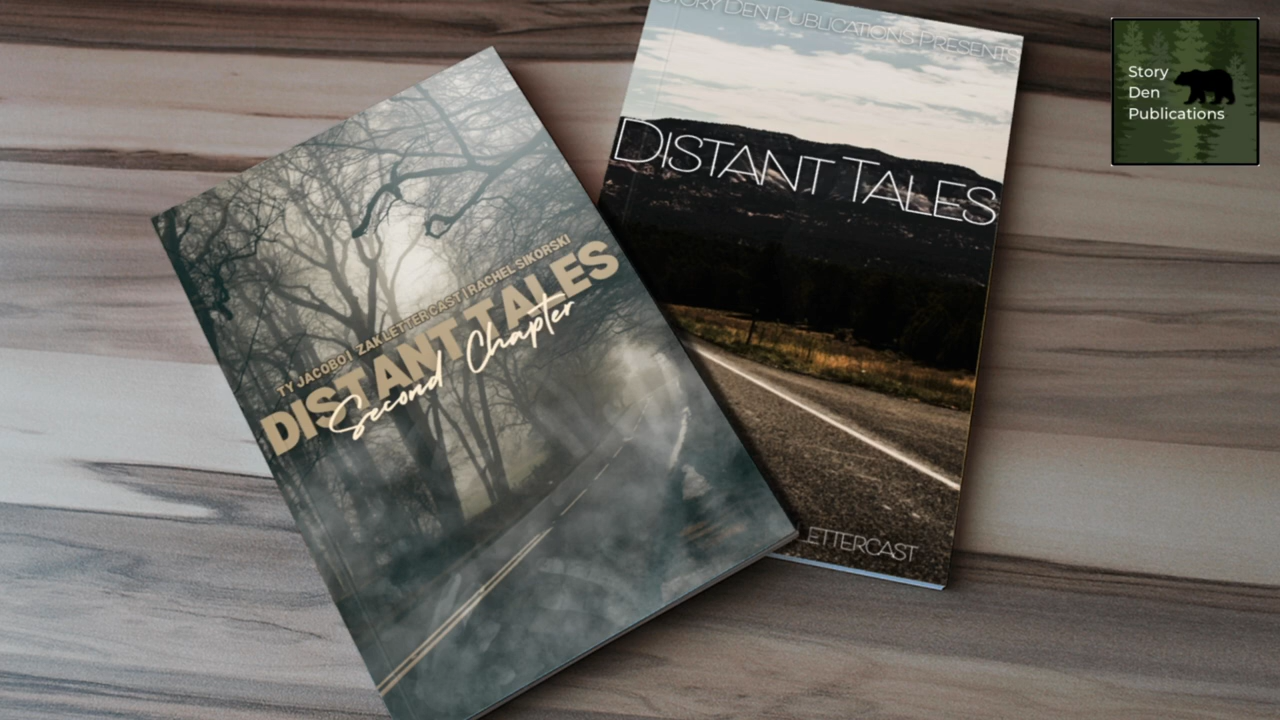 TY JACOBO | ZAK LETTERCAST | RACHEL SIKORSKI
DISTANT TALES
Second Chapter
STORY DEN PUBLICATIONS PRESENTS
DISTANT TALES
LETTERCAST
Story
Den
Publications